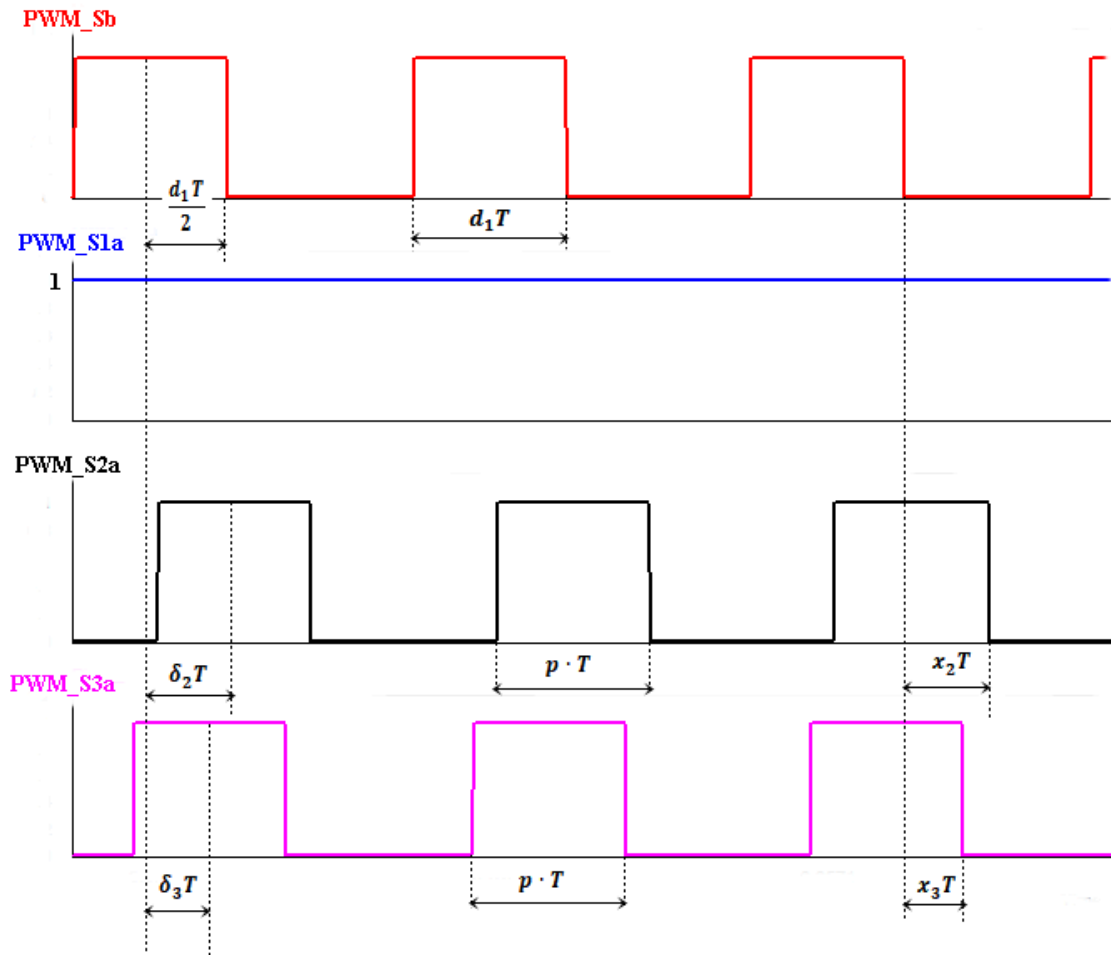 PWM_Sb
d₁T
2
d₁T
PWM_S1a
1
PWM_S2a
δ₂T
p · T
x₂T
PWM_S3a
δ₃T
p · T
x₃T